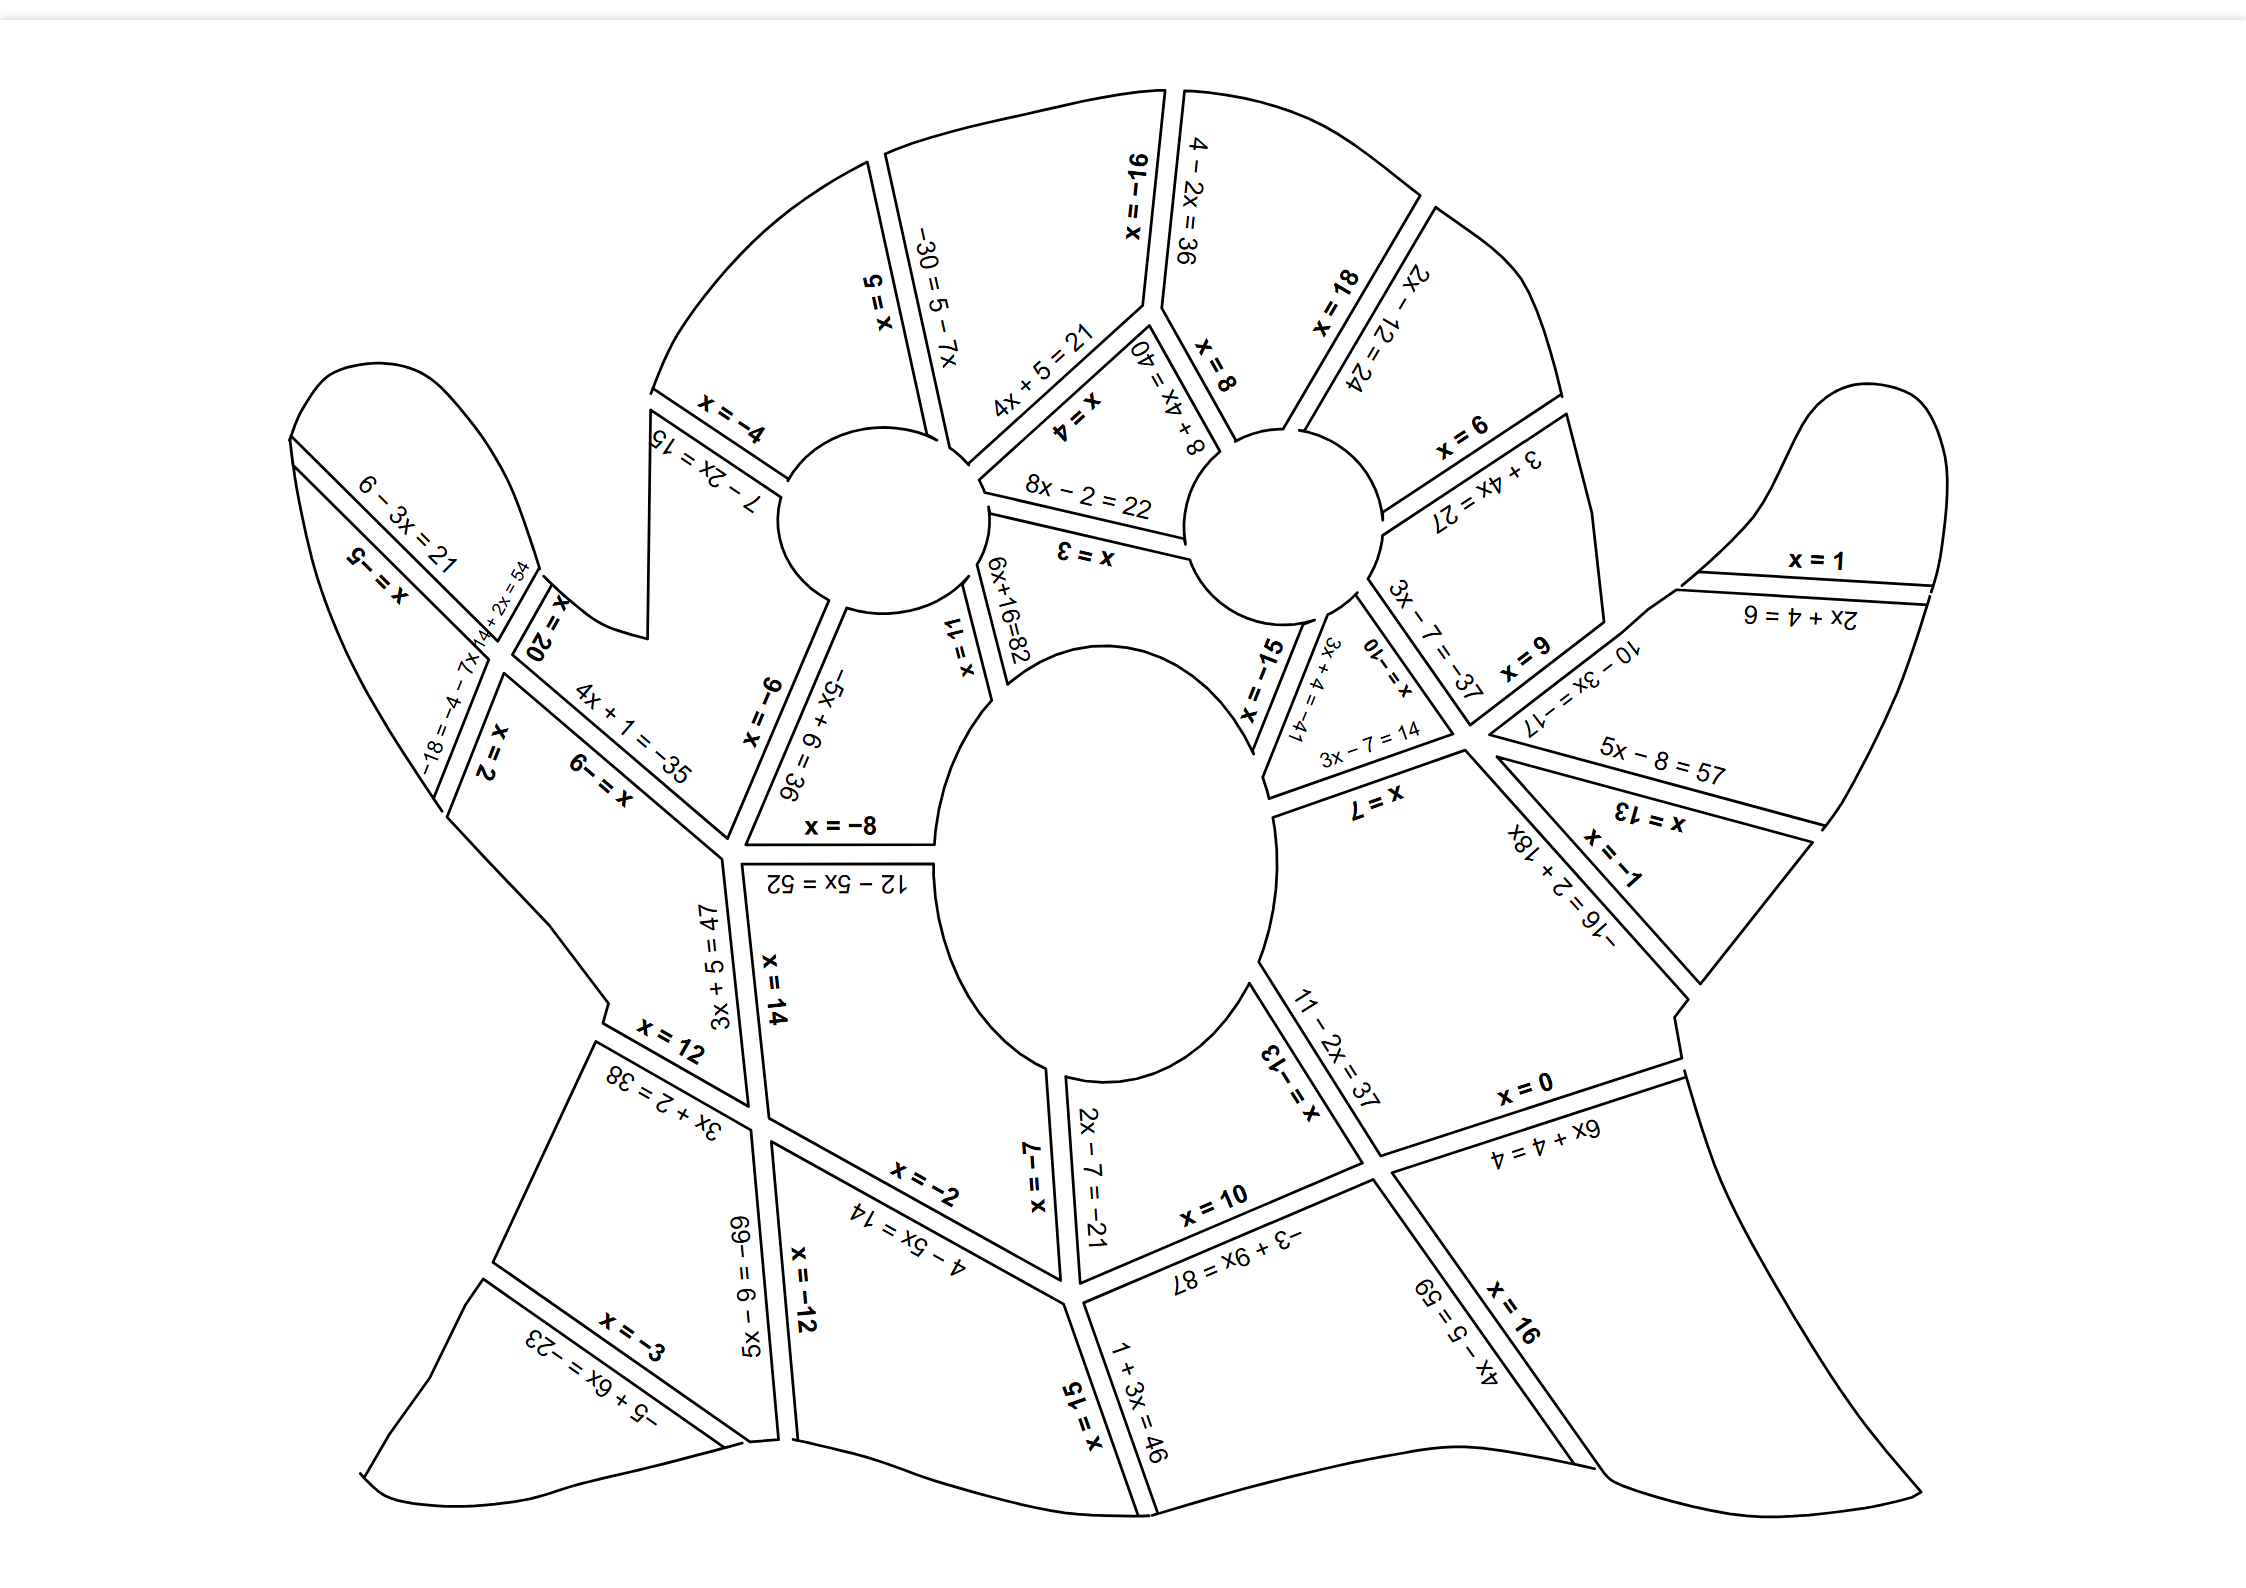 4 − 2x = 36
x = −16
−30 = 5 − 7x
x = 5
x = 18
2x − 12 = 24
4x + 5 = 21
x = 4
8 + 4x = 40
x = 8
x = −4
7 − 2x = 15
x = 6
3 + 4x = 27
8x − 2 = 22
x = 3
6 − 3x = 21
x = −5
14 + 2x = 54
x = 20
x = 1
2x + 4 = 6
6x+16=82
x = 11
x = −15
3x + 4 = −41
x = −10
3x − 7 = −37
x = 9
10 − 3x = −17
−18 = −4 − 7x
x = 2
4x + 1 = −35
x = −9
x = −6
−5x + 6 = 36
3x − 7 = 14
x = 7
5x − 8 = 57
x = 13
x = −1
−16 = 2 + 18x
x = −8
12 − 5x = 52
3x + 5 = 47
x = 14
x = 12
3x + 2 = 38
11 − 2x = 37
x = −13
x = 0
6x + 4 = 4
x = −2
4 − 5x = 14
x = −7
2x − 7 = −21
x = 10
−3 + 9x = 87
5x − 9 = −69
x = −12
x = −3
−5 + 6x = −23
x = 15
1 + 3x = 46
4x − 5 = 59
x = 16